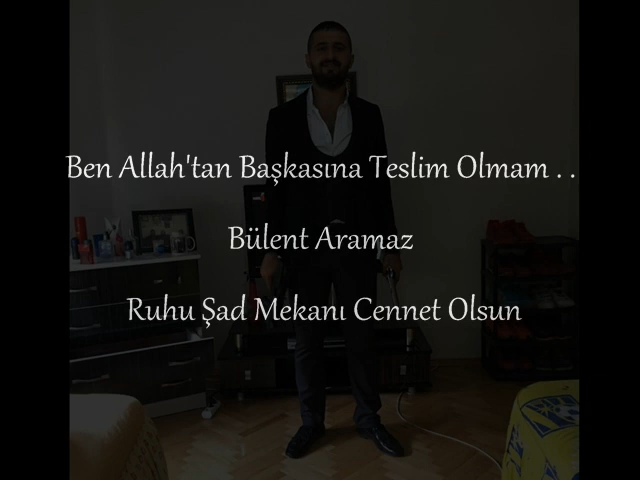 Ben Allah'tan Başkasına Teslim Olmam . .
Bülent Aramaz
Ruhu Şad Mekanı Cennet Olsun